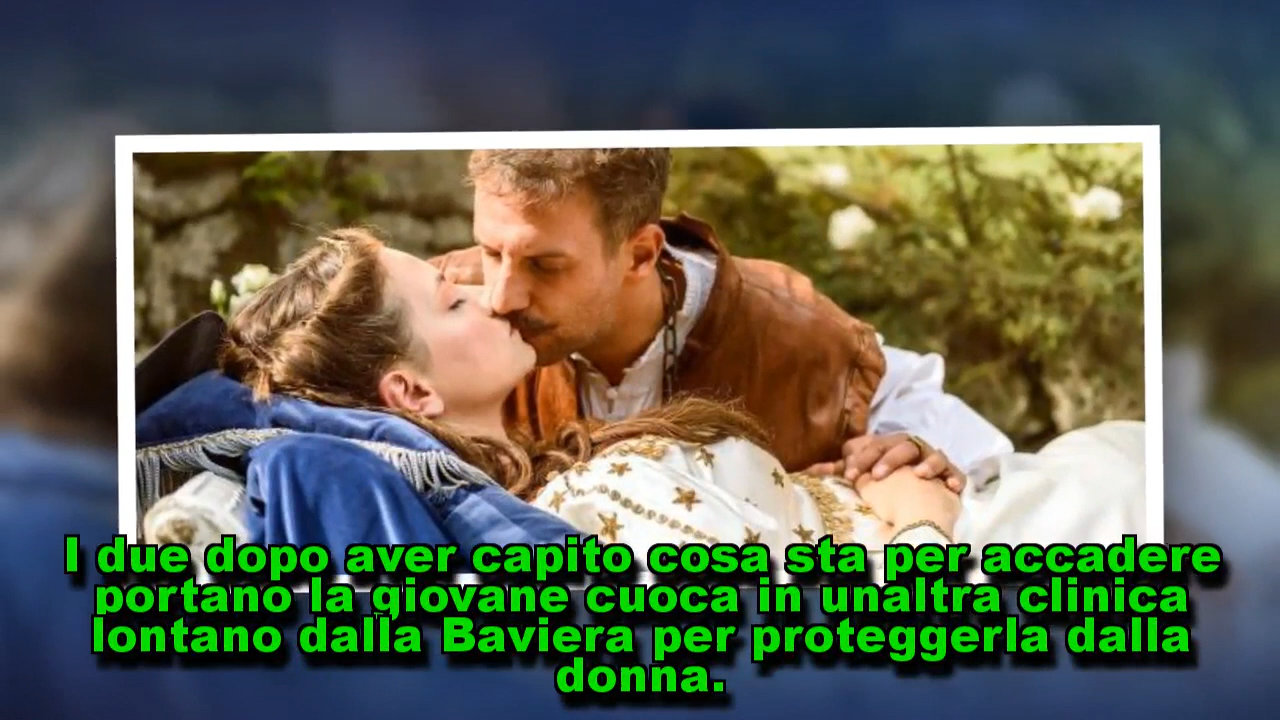 I due dopo aver capito cosa sta per accadere
portano la giovane cuoca in unaltra clinica
lontano dalla Baviera per proteggerla dalla
donna.